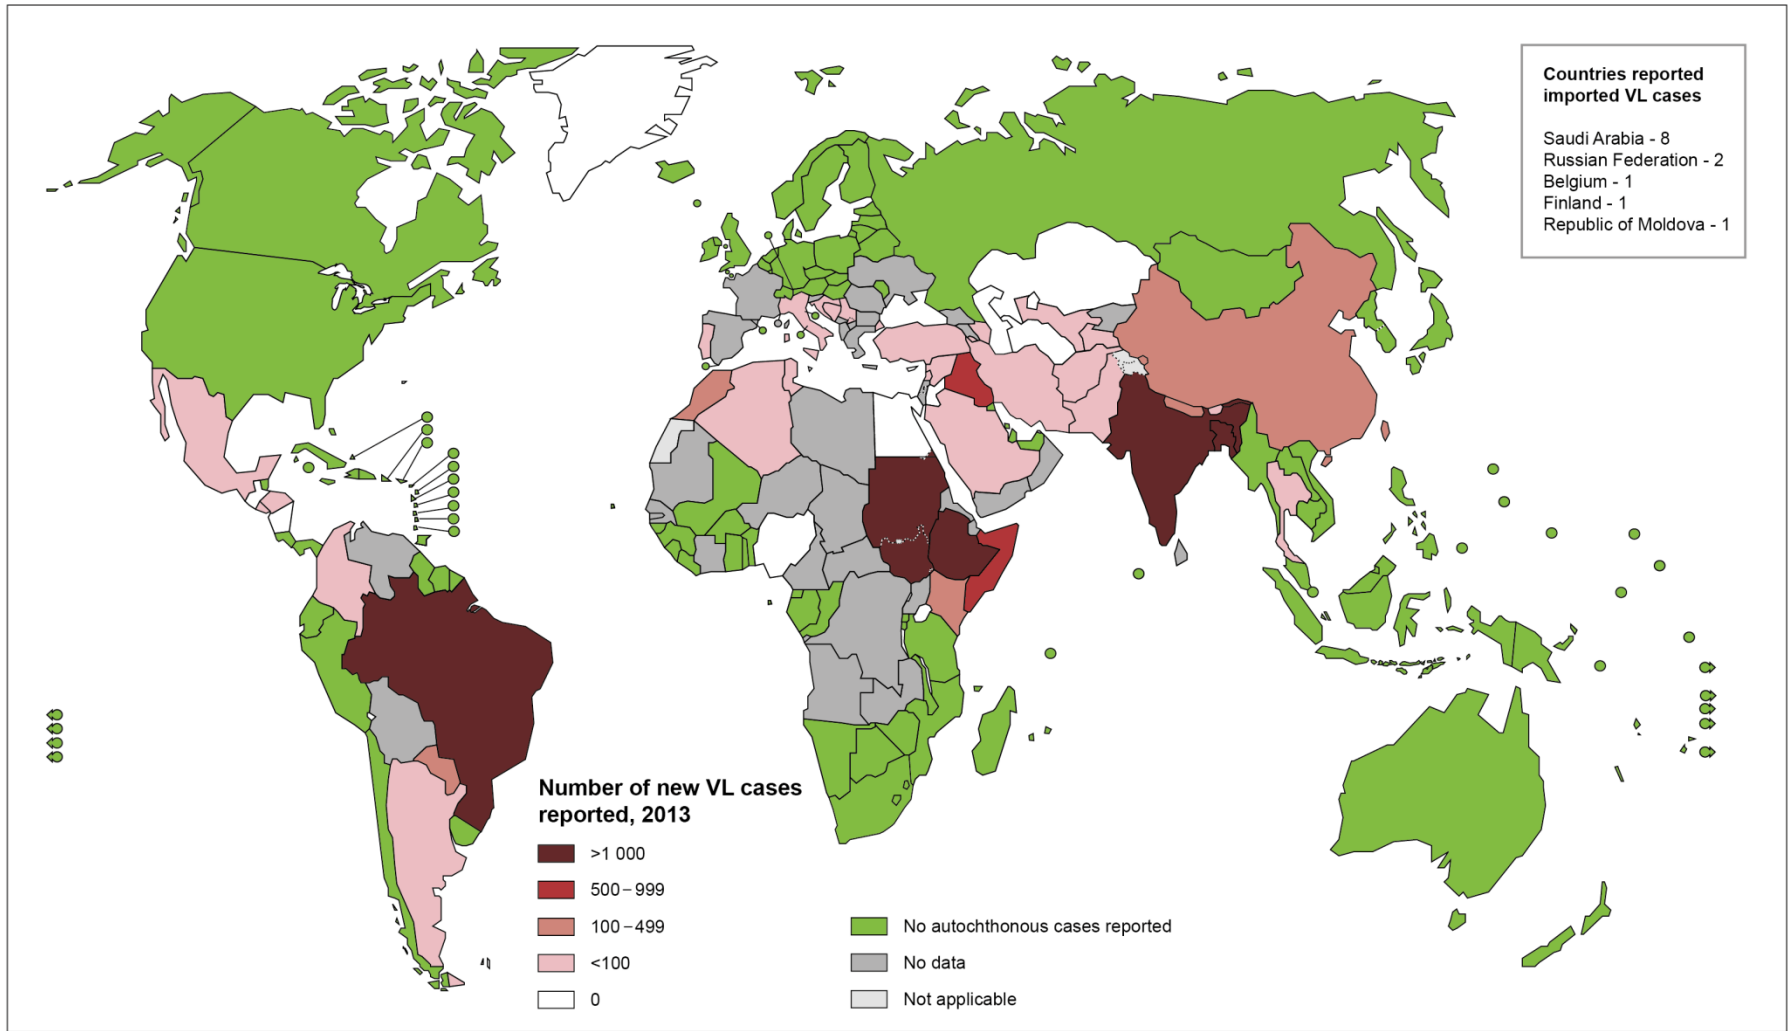 Countries reported
imported VL cases
Saudi Arabia - 8
Russian Federation - 2
Belgium - 1
Finland - 1
Republic of Moldova - 1
Number of new VL cases
reported, 2013
>1 000
500–999
100–499
<100
0
No autochthonous cases reported
No data
Not applicable